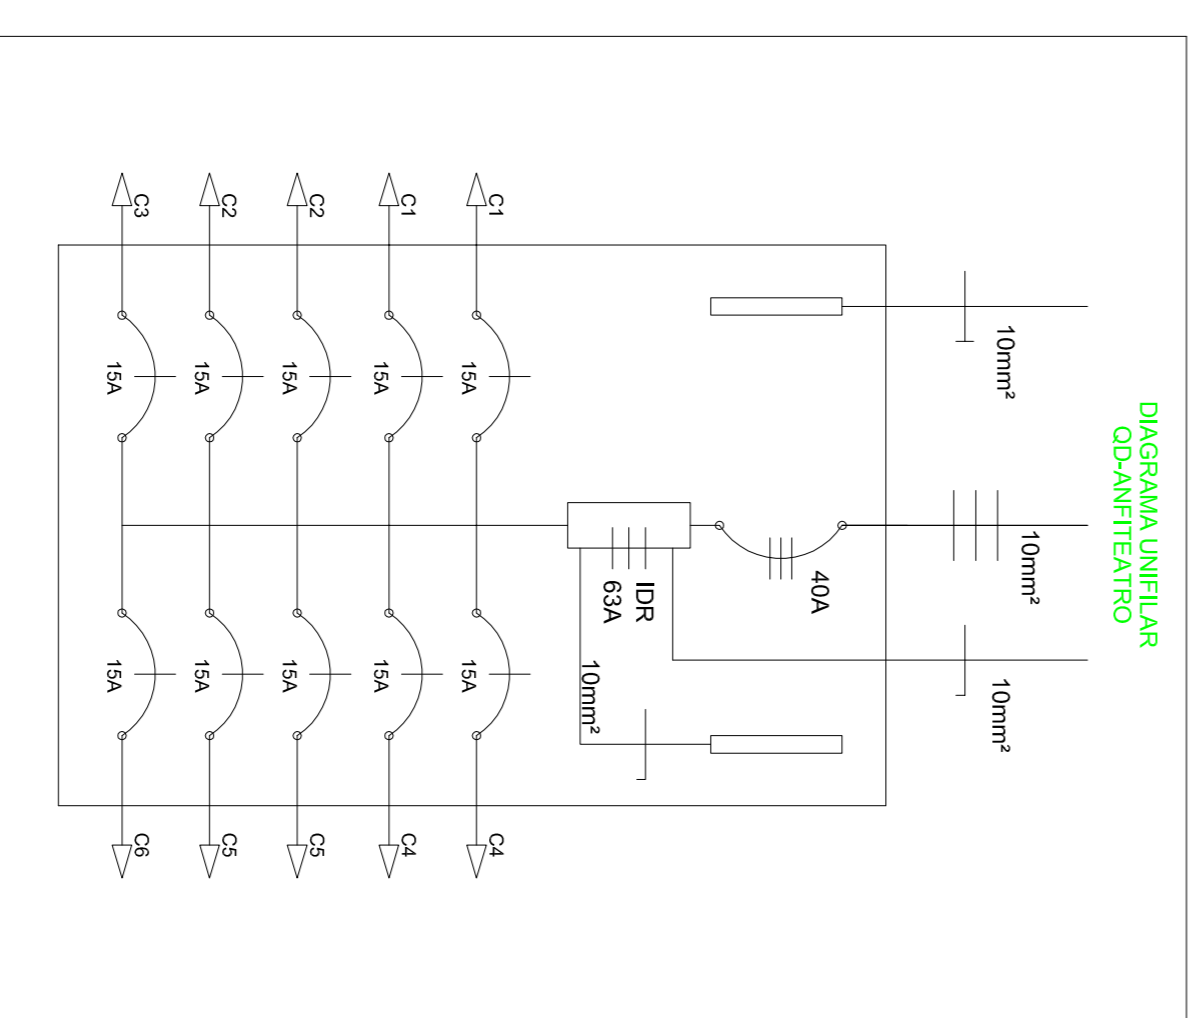 DIAGRAMA UNIFILAR
QD-ANFITEATRO
10mm²
10mm²
10mm²
40A
IDR
63A
10mm²
C1
15A
15A
C4
C1
15A
15A
C4
C2
15A
15A
C5
C2
15A
15A
C5
C3
15A
15A
C6